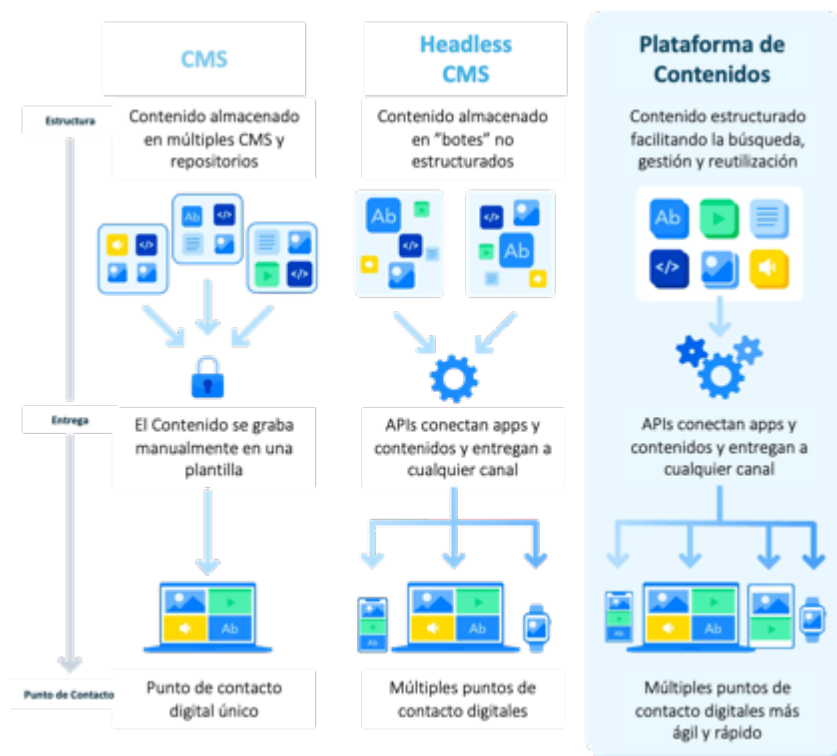 CMS
Headless
CMS
Plataforma de
Contenidos
Estructura
Contenido almacenado
en múltiples CMS y
repositorios
Contenido almacenado
en "botes" no
estructurados
Contenido estructurado
facilitando la búsqueda,
gestión y reutilización
Ab
</>
</>
</>
Ab
</>
</>
Ab
Ab
</>
Entrega
El Contenido se graba
manualmente en una
plantilla
APIs conectan apps y
contenidos y entregan a
cualquier canal
APIs conectan apps y
contenidos y entregan a
cualquier canal
Ab
Ab
Ab
Ab
Ab
Punto de Contacto
Punto de contacto
digital único
Múltiples puntos de
contacto digitales
Múltiples puntos de
contacto digitales más
ágil y rápido